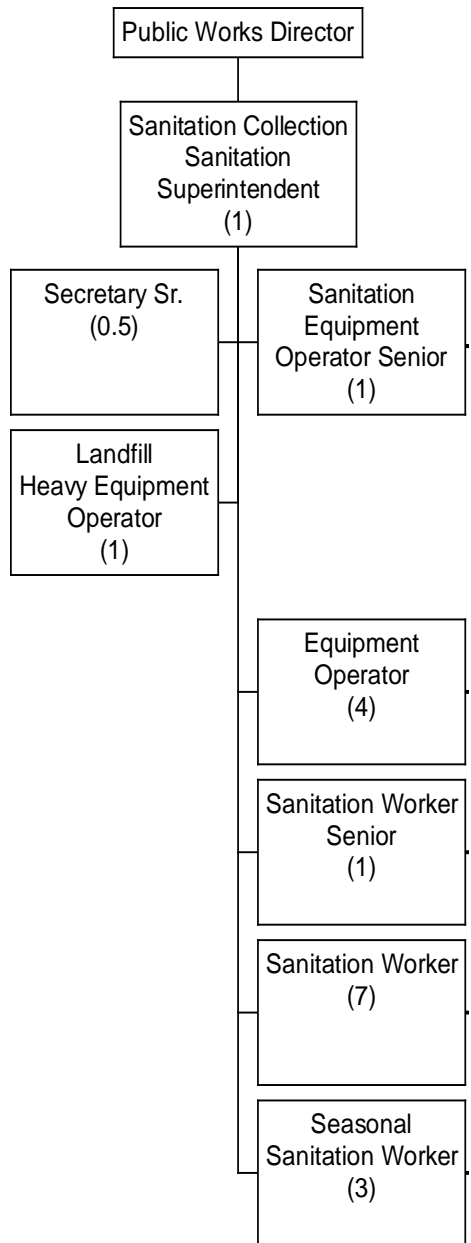 Public Works Director
Sanitation Collection
Sanitation
Superintendent
(1)
Secretary Sr.
(0.5)
Sanitation
Equipment
Operator Senior
(1)
Landfill
Heavy Equipment
Operator
(1)
Equipment
Operator
(4)
Sanitation Worker
Senior
(1)
Sanitation Worker
(7)
Seasonal
Sanitation Worker
(3)